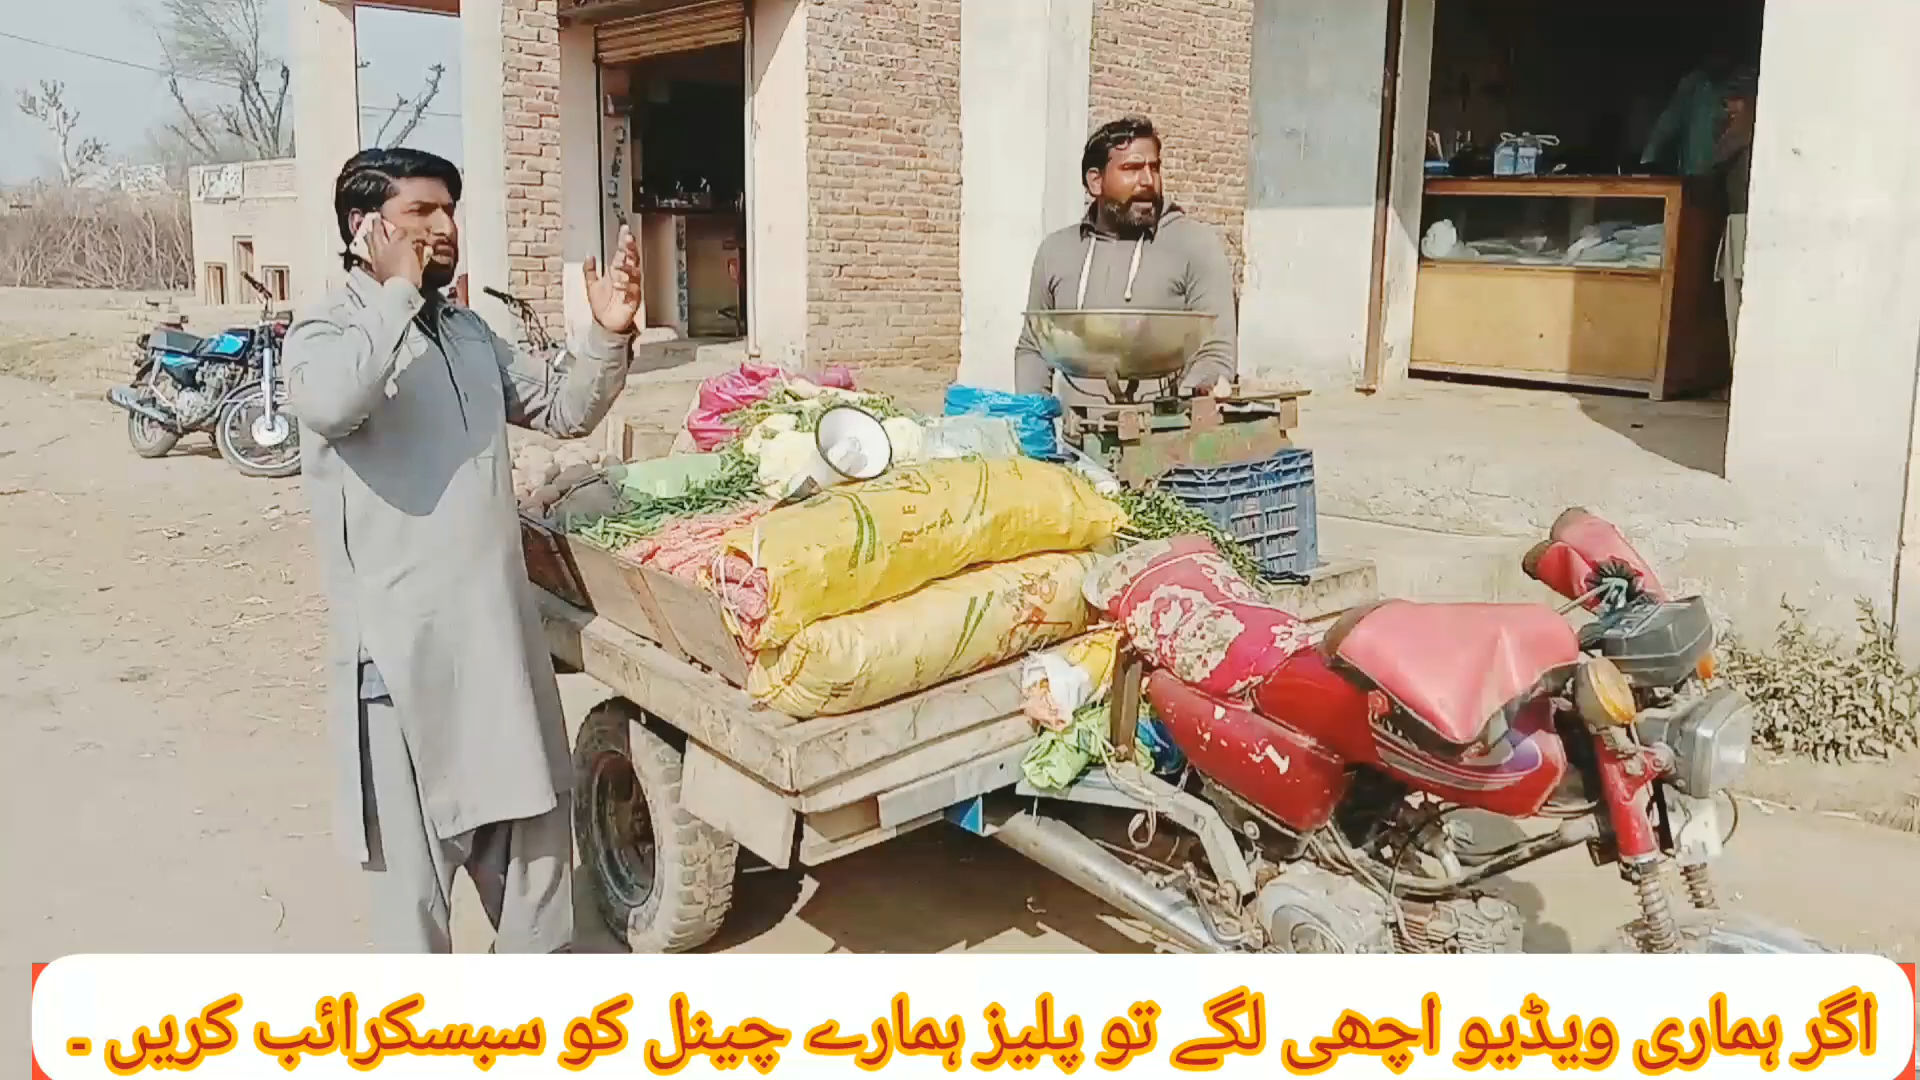 اگر ہماری ویڈیو اچھی لگے تو پلیز ہمارے چینل کو سبسکرائب کریں ۔